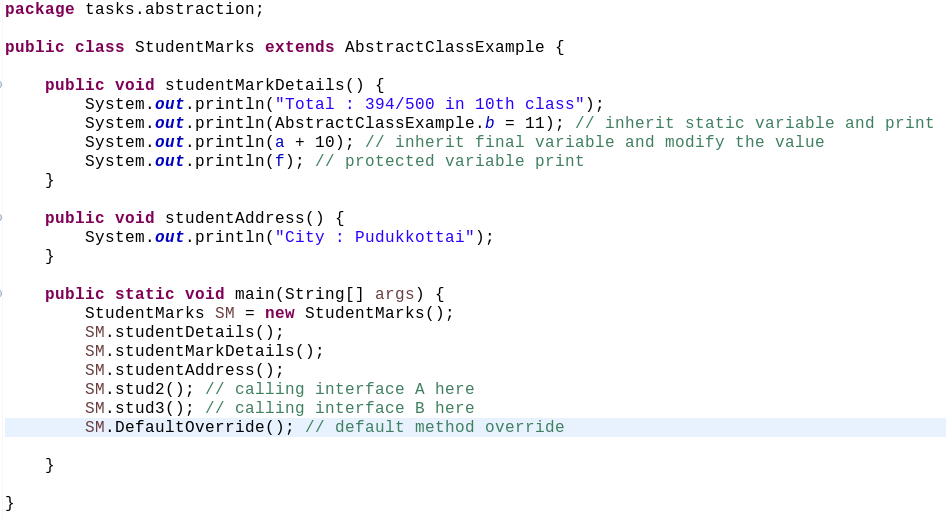 package tasks.abstraction;
public class StudentMarks extends AbstractClassExample {
public void studentMarkDetails() {
System.out.println("Total : 394/500 in 10th class");
System.out.println(AbstractClassExample.b = 11); // inherit static variable and print
System.out.println(a + 10); // inherit final variable and modify the value
System.out.println(f); // protected variable print
}
public void studentAddress() {
System.out.println("City : Pudukkottai");
}
public static void main(String[] args) {
StudentMarks SM = new StudentMarks();
SM.studentDetails();
SM.studentMarkDetails();
SM.studentAddress();
SM.stud2(); // calling interface A here
SM.stud3(); // calling interface B here
SM.DefaultOverride(); // default method override
}
}